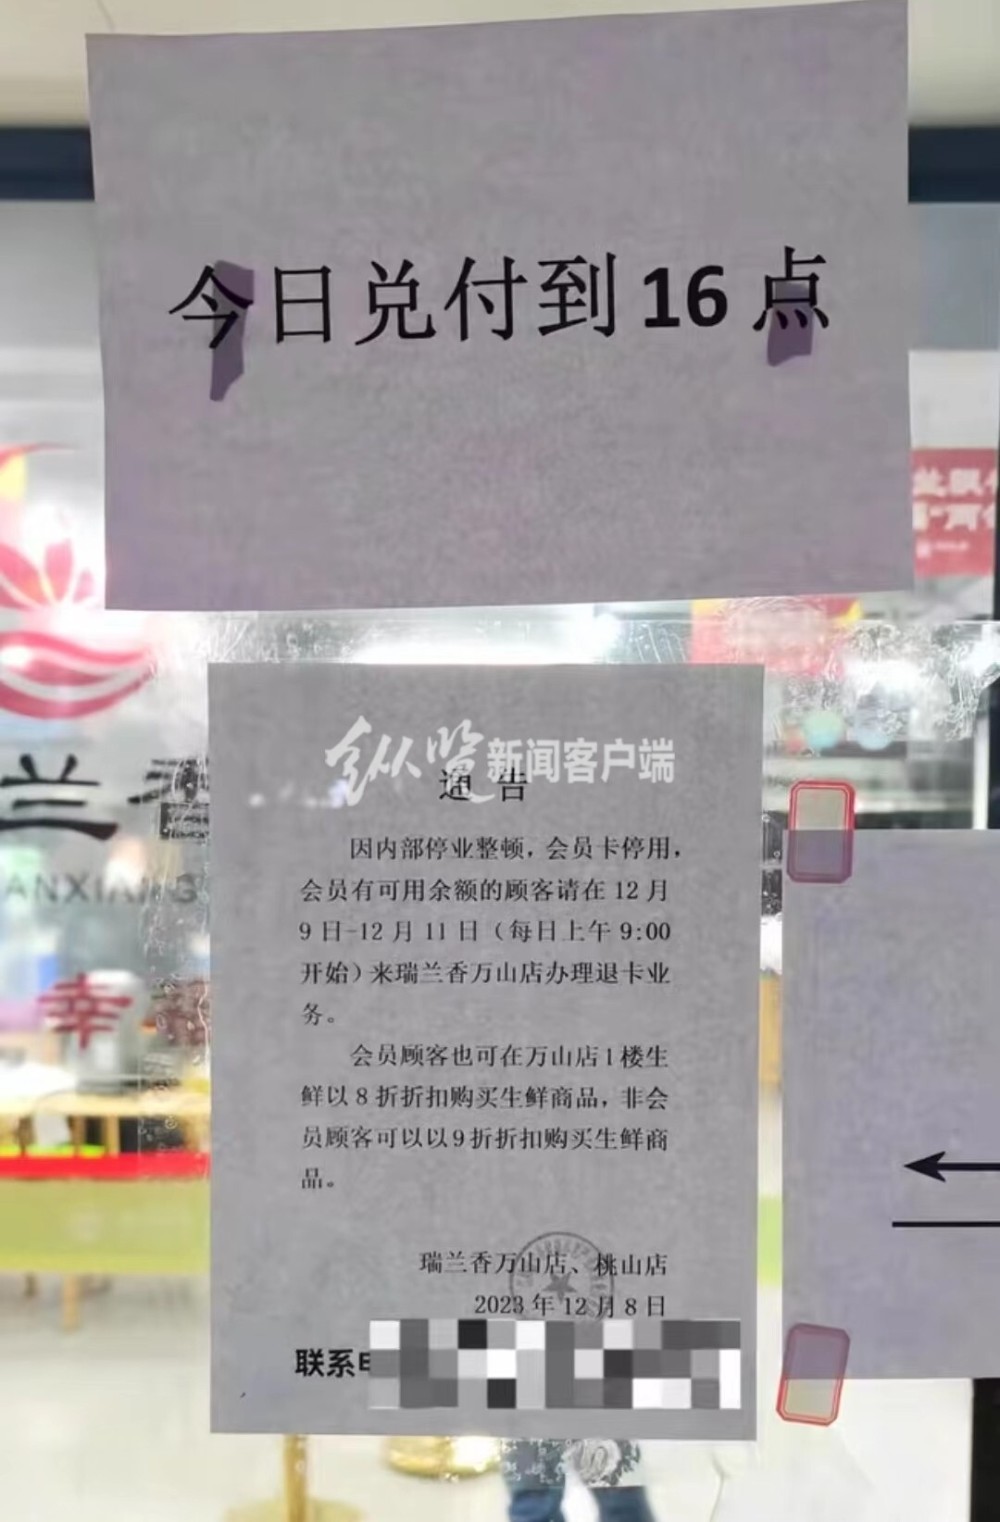 今日兑付到16点
纵览新闻客户端
通告
因内部停业整顿，会员卡停用，
会员有可用余额的顾客请在12月
9日-12月11日（每日上午9:00
开始）来瑞兰香万山店办理退卡业
务。
会员顾客也可在万山店1楼生
鲜以8折折扣购买生鲜商品，非会
员顾客可以以9折折扣购买生鲜商
品。
瑞兰香万山店、桃山店
2023年12月8日
联系
兰
ANXIANG
幸